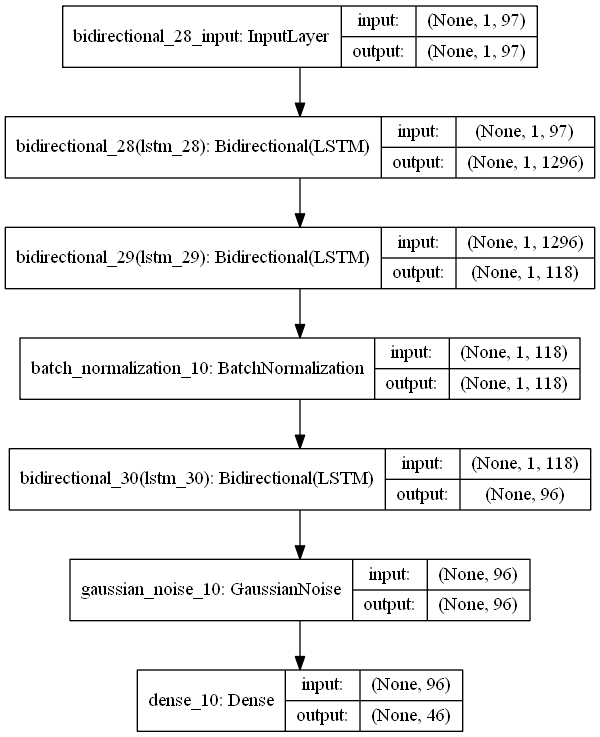 bidirectional_28_input: InputLayer
input: (None, 1, 97)
output: (None, 1, 97)
bidirectional_28(lstm_28): Bidirectional(LSTM)
input: (None, 1, 97)
output: (None, 1, 1296)
bidirectional_29(lstm_29): Bidirectional(LSTM)
input: (None, 1, 1296)
output: (None, 1, 118)
batch_normalization_10: BatchNormalization
input: (None, 1, 118)
output: (None, 1, 118)
bidirectional_30(lstm_30): Bidirectional(LSTM)
input: (None, 1, 118)
output: (None, 96)
gaussian_noise_10: GaussianNoise
input: (None, 96)
output: (None, 96)
dense_10: Dense
input: (None, 96)
output: (None, 46)